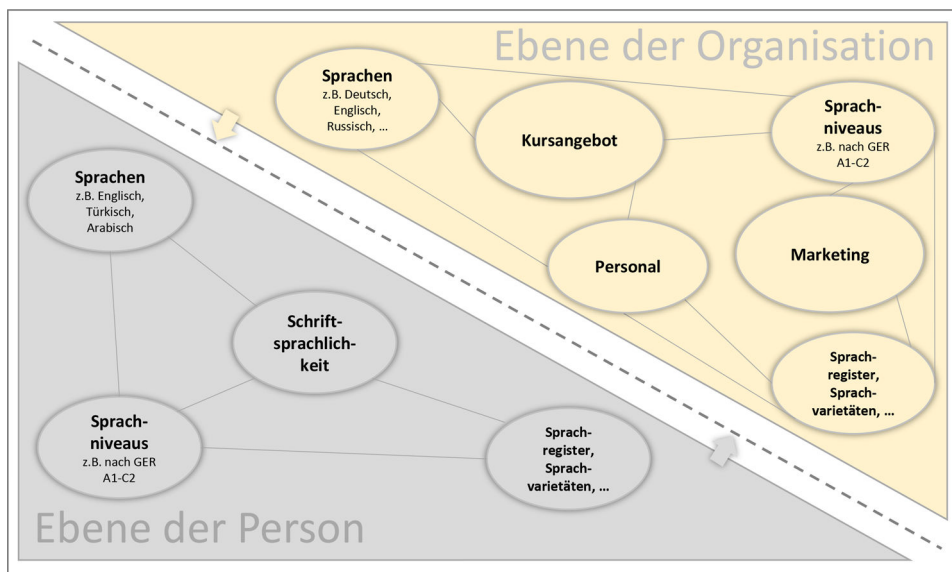 Ebene der Organisation
Sprachen
z.B. Deutsch,
Englisch,
Russisch, ...
Kursangebot
Sprach-
niveaus
z.B. nach GER
A1-C2
Personal
Marketing
Sprach-
register,
Sprach-
varietäten, ...
Sprachen
z.B. Englisch,
Türkisch,
Arabisch
Schrift-
sprachlich-
keit
Sprach-
niveaus
z.B. nach GER
A1-C2
Sprach-
register,
Sprach-
varietäten, ...
Ebene der Person